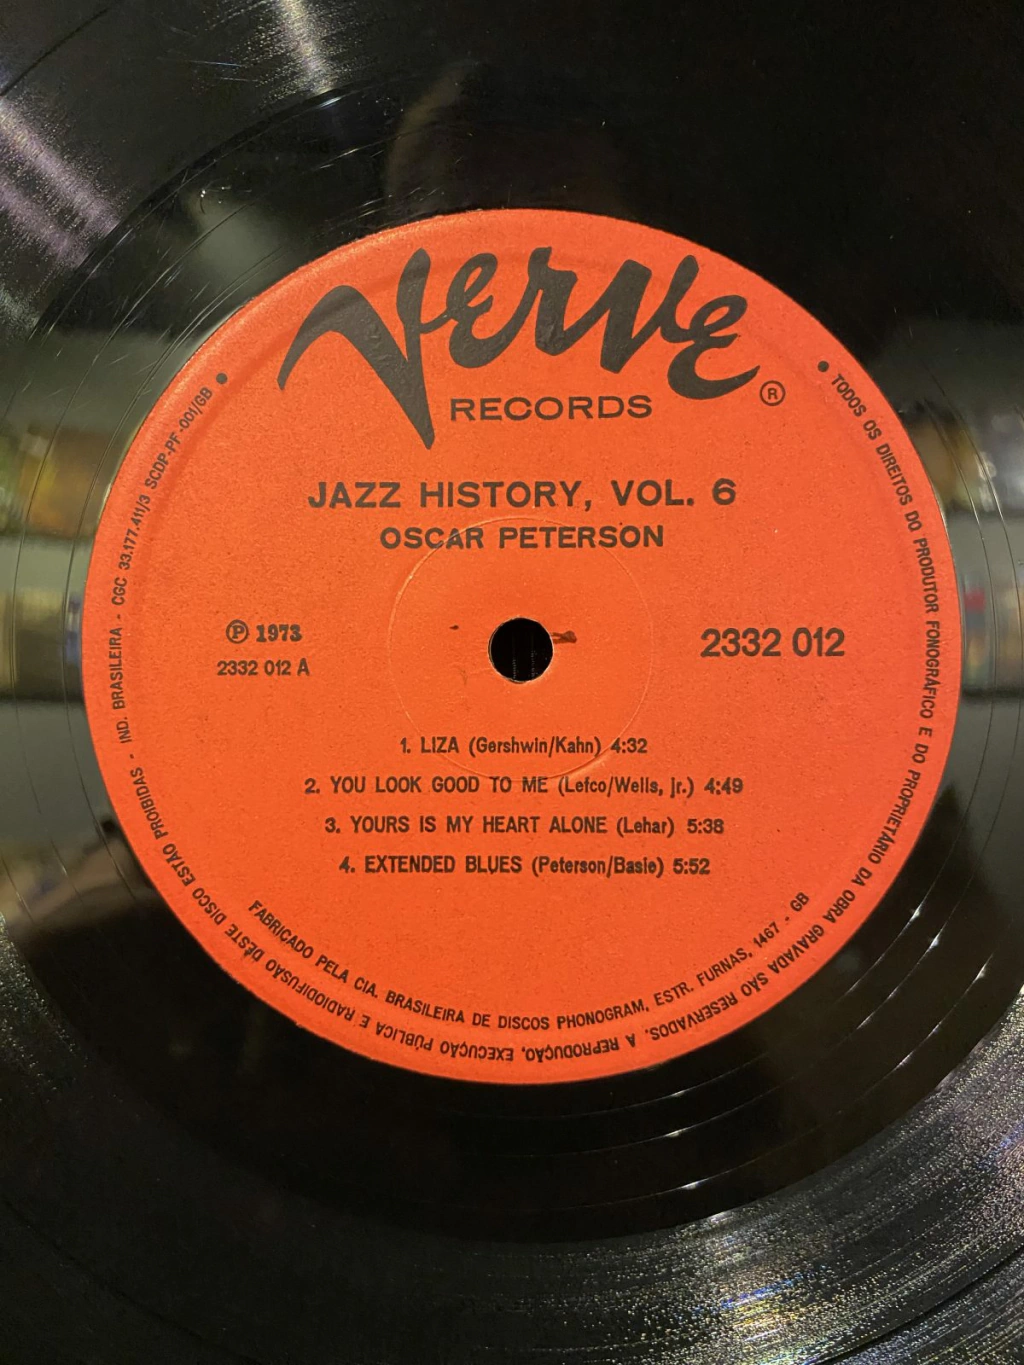 Verve
RECORDS
®
JAZZ HISTORY, VOL. 6
OSCAR PETERSON
℗ 1973
2332 012 A
2332 012
1. LIZA (Gershwin/Kahn) 4:32
2. YOU LOOK GOOD TO ME (Lefco/Wells, jr.) 4:49
3. YOURS IS MY HEART ALONE (Lehar) 5:38
4. EXTENDED BLUES (Peterson/Basie) 5:52
FABRICADO PELA CIA. BRASILEIRA DE DISCOS PHONOGRAM, ESTR. FURNAS, 1467 - GB
• TODOS OS DIREITOS DO PRODUTOR FONOGRÁFICO E DO PROPRIETÁRIO DA OBRA GRAVADA SÃO RESERVADOS. A REPRODUÇÃO, EXECUÇÃO PÚBLICA E RADIODIFUSÃO DÊSTE DISCO ESTÃO PROIBIDAS - IND. BRASILEIRA - CGC 33.177.411/3 SCDP-PF-001/GB •